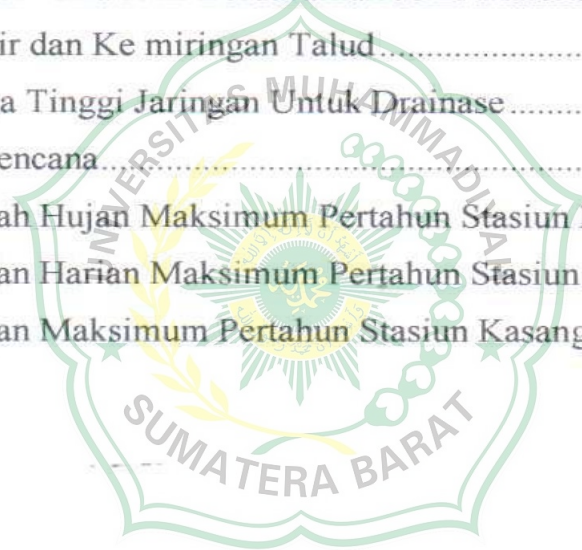 ir dan Ke miringan Talud
a Tinggi Jaringan Untuk Drainase
encana
ah Hujan Maksimum Pertahun Stasiun
an Harian Maksimum Pertahun Stasiun
an Maksimum Pertahun Stasiun Kasang
UNIVERSITAS MUHAMMADIYAH
SUMATERA BARAT